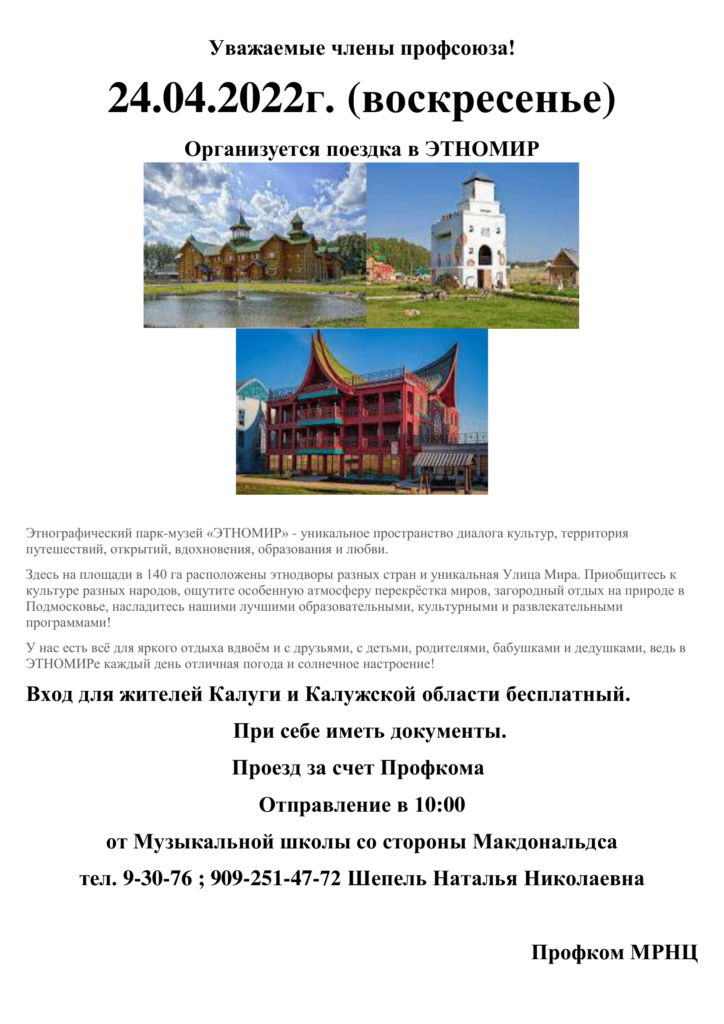 Уважаемые члены профсоюза!
24.04.2022г. (воскресенье)
Организуется поездка в ЭТНОМИР
Этнографический парк-музей «ЭТНОМИР» - уникальное пространство диалога культур, территория
путешествий, открытий, вдохновения, образования и любви.
Здесь на площади в 140 га расположены этнодворы разных стран и уникальная Улица Мира. Приобщитесь к
культуре разных народов, ощутите особенную атмосферу перекрёстка миров, загородный отдых на природе в
Подмосковье, насладитесь нашими лучшими образовательными, культурными и развлекательными
программами!
У нас есть всё для яркого отдыха вдвоём и с друзьями, с детьми, родителями, бабушками и дедушками, ведь в
ЭТНОМИРе каждый день отличная погода и солнечное настроение!
Вход для жителей Калуги и Калужской области бесплатный.
При себе иметь документы.
Проезд за счет Профкома
Отправление в 10:00
от Музыкальной школы со стороны Макдональдса
тел. 9-30-76 ; 909-251-47-72 Шепель Наталья Николаевна
Профком МРНЦ